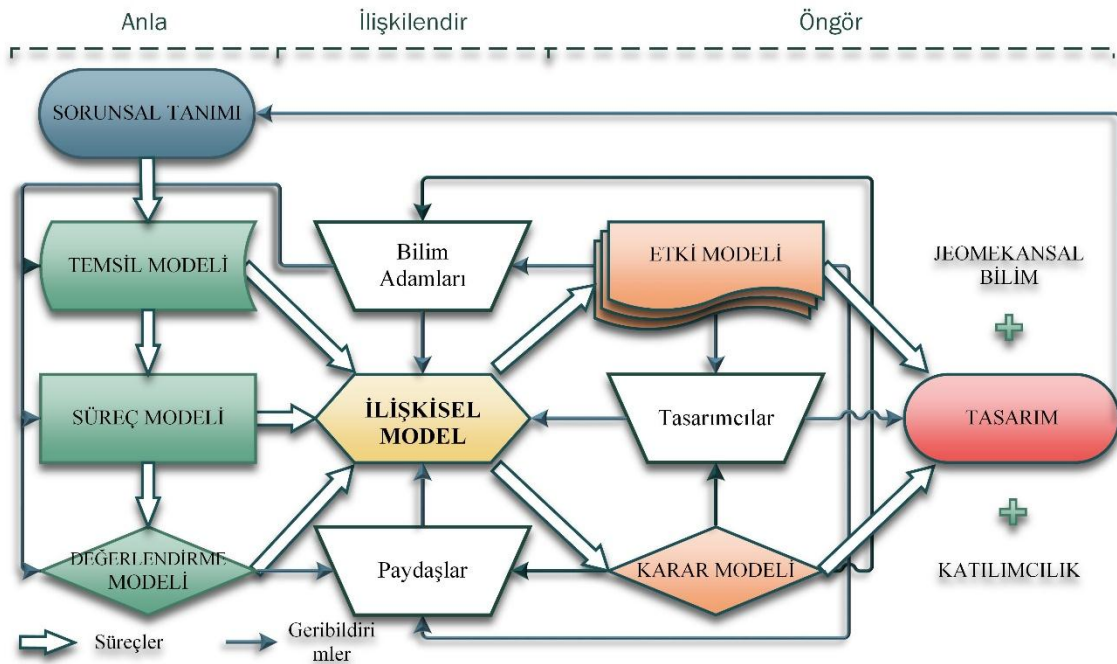 Anla
İlişkilendir
Öngör
SORUNSAL TANIMI
TEMSİL MODELİ
Bilim
Adamları
ETKİ MODELİ
JEOMEKANSAL
BİLİM
SÜREÇ MODELİ
İLİŞKİSEL
MODEL
Tasarımcılar
TASARIM
DEĞERLENDİRME
MODELİ
Paydaşlar
KARAR MODELİ
KATILIMCILIK
Süreçler
Geribildiri
mler